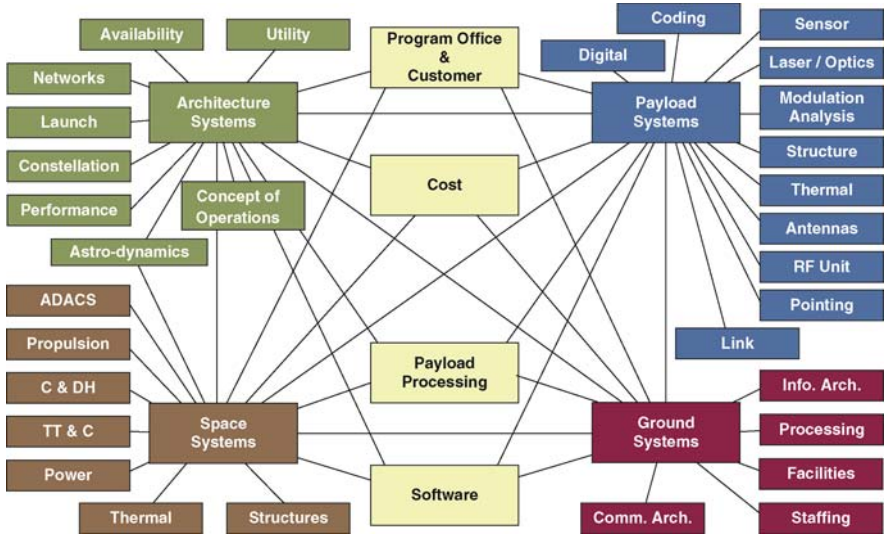 Availability
Utility
Networks
Architecture
Systems
Launch
Constellation
Performance
Concept of
Operations
Astro-dynamics
Program Office
&
Customer
Cost
Payload
Processing
Software
Coding
Digital
Payload
Systems
Sensor
Laser / Optics
Modulation
Analysis
Structure
Thermal
Antennas
RF Unit
Pointing
Link
ADACS
Propulsion
C & DH
TT & C
Power
Space
Systems
Thermal
Structures
Ground
Systems
Info. Arch.
Processing
Facilities
Staffing
Comm. Arch.